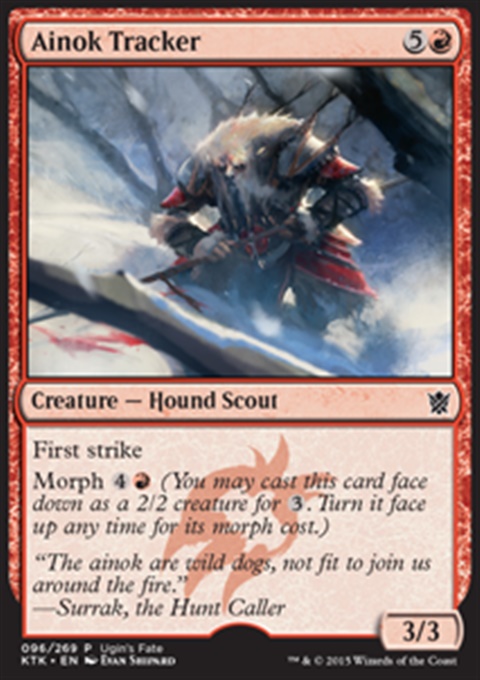 Ainok Tracker 5
Creature — Hound Scout
First strike
Morph 4 (You may cast this card face
down as a 2/2 creature for 3. Turn it face
up any time for its morph cost.)
"The ainok are wild dogs, not fit to join us
around the fire."
—Surrak, the Hunt Caller
3/3
096/269 P Ugin's Fate
KTK • EN Evan Shipard ™ & © 2015 Wizards of the Coast